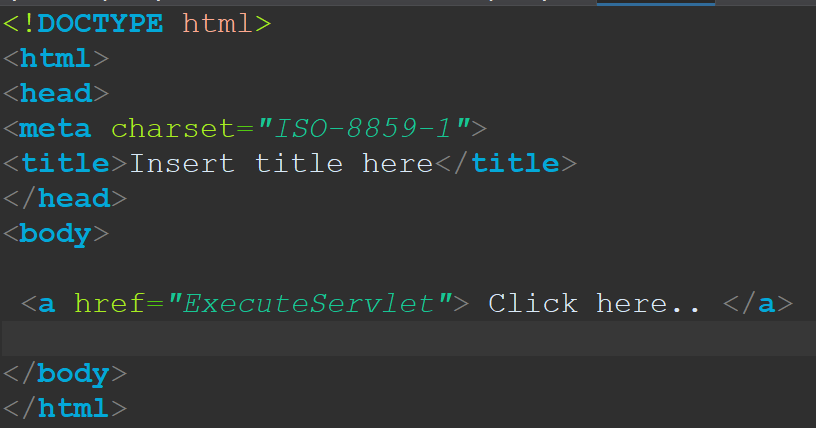 <!DOCTYPE html>
<html>
<head>
<meta charset="ISO-8859-1">
<title>Insert title here</title>
</head>
<body>
<a href="ExecuteServlet"> Click here.. </a>
</body>
</html>